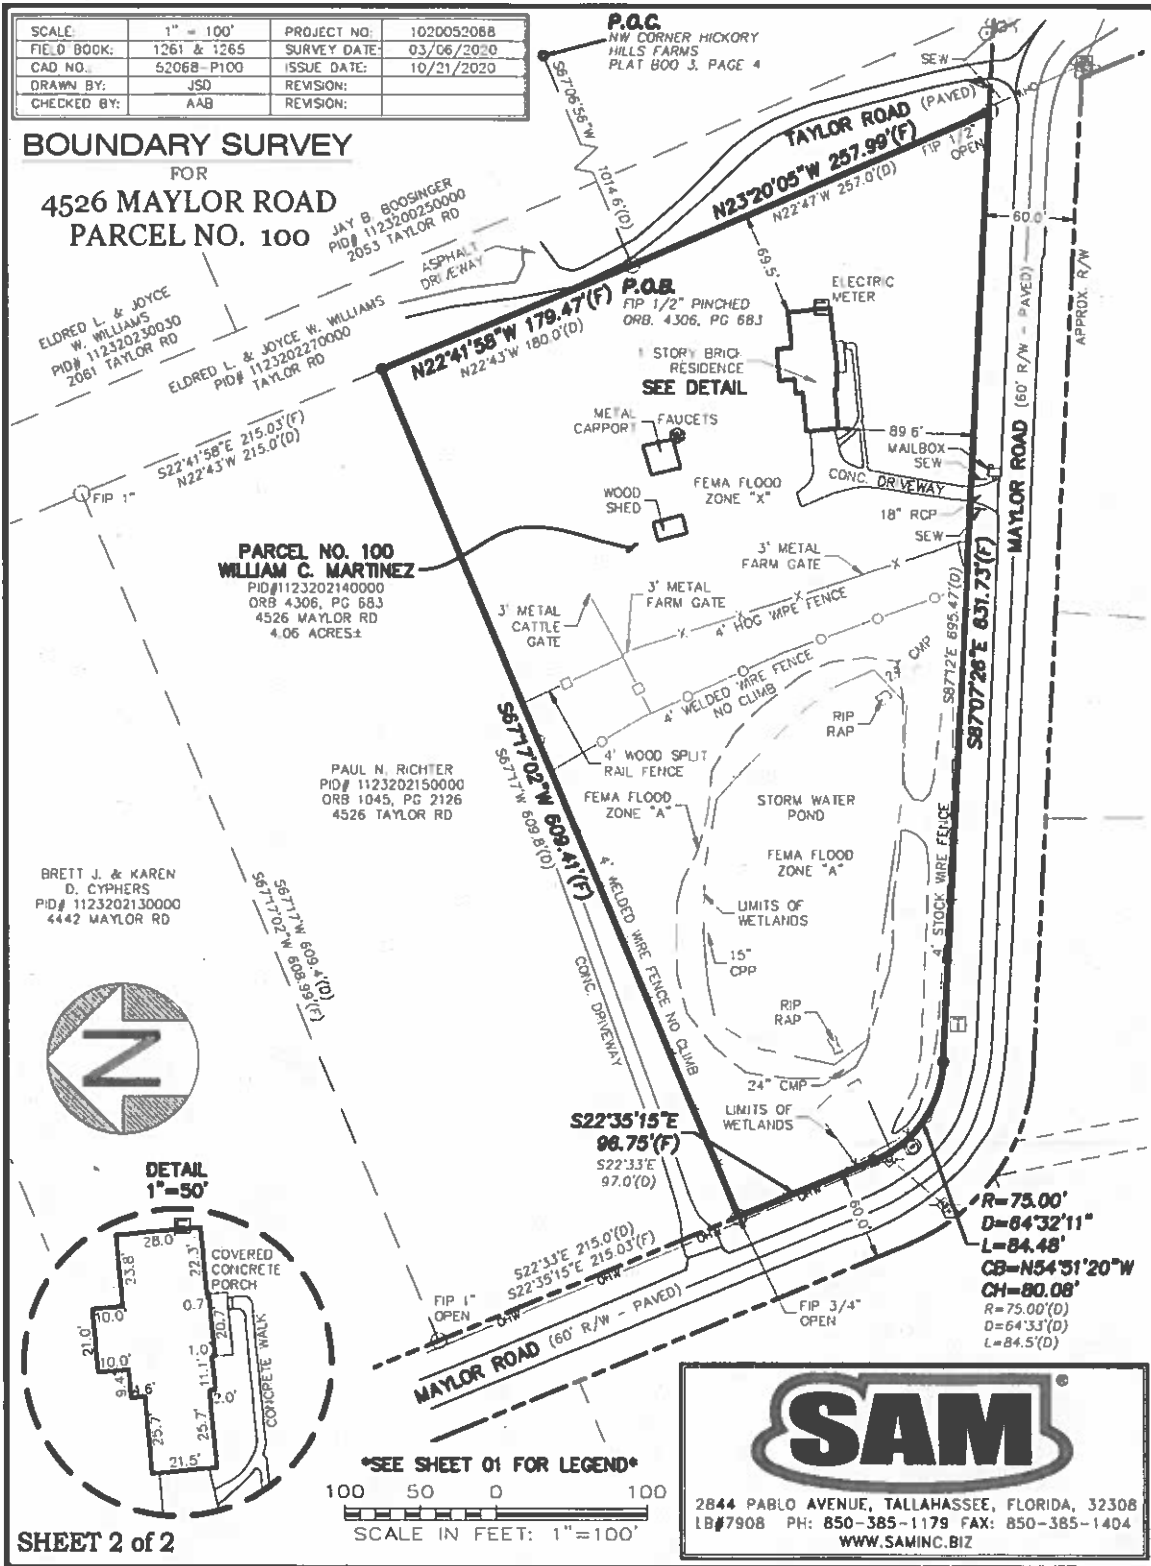 SCALE: 1" = 100' PROJECT NO: 1020052068
FIELD BOOK: 1261 & 1265 SURVEY DATE: 03/06/2020
CAD NO. 52068-P100 ISSUE DATE: 10/21/2020
DRAWN BY: JSD REVISION:
CHECKED BY: AAB REVISION:
BOUNDARY SURVEY
FOR
4526 MAYLOR ROAD
PARCEL NO. 100
P.O.C.
NW CORNER HICKORY
HILLS FARMS
PLAT BOO 3, PAGE 4
S67°06'56"W
1014.6'(D)
SEW
TAYLOR ROAD (PAVED)
FIP 1/2"
OPEN
N23°20'05"W 257.99'(F)
N22°47'W 257.0'(D)
60.0'
APPROX. R/W
JAY B. BOOSINGER
PID# 1123200250000
2053 TAYLOR RD
ASPHALT
DRIVEWAY
ELDRED L. & JOYCE
W. WILLIAMS
PID# 112320230030
2061 TAYLOR RD
ELDRED L. & JOYCE W. WILLIAMS
PID# 1123202270000
TAYLOR RD
P.O.B.
FIP 1/2" PINCHED
ORB. 4306, PG 683
N22°41'58"W 179.47'(F)
N22°43'W 180.0'(D)
69.5'
ELECTRIC
METER
1 STORY BRICK
RESIDENCE
SEE DETAIL
METAL
CARPORT
FAUCETS
89.6'
MAILBOX
SEW
CONC. DRIVEWAY
18" RCP
SEW
MAYLOR ROAD (60' R/W - PAVED)
S22°41'58"E 215.03'(F)
N22°43'W 215.0'(D)
FIP 1"
FEMA FLOOD
ZONE "X"
WOOD
SHED
PARCEL NO. 100
WILLIAM C. MARTINEZ
PID#1123202140000
ORB 4306, PG 683
4526 MAYLOR RD
4.06 ACRES±
3' METAL
FARM GATE
3' METAL
CATTLE
GATE
3' METAL
FARM GATE
4' HOG WIPE FENCE
4' WELDED WIRE FENCE
NO CLIMB
CMP
S87°12'E 695.47'(D)
S87°07'28"E 631.73'(F)
RIP
RAP
4' WOOD SPLIT
RAIL FENCE
S67°17'02"W 609.41'(F)
S67°17'W 609.8'(D)
PAUL N. RICHTER
PID# 1123202150000
ORB 1045, PG 2126
4526 TAYLOR RD
FEMA FLOOD
ZONE "A"
STORM WATER
POND
FEMA FLOOD
ZONE "A"
LIMITS OF
WETLANDS
15"
CPP
RIP
RAP
4' STOCK WIRE FENCE
BRETT J. & KAREN
D. CYPHERS
PID# 1123202130000
4442 MAYLOR RD
S67°17'W 609.4'(D)
S67°17'02"W 608.99'(F)
4' WELDED WIRE FENCE NO CLIMB
CONC. DRIVEWAY
24" CMP
LIMITS OF
WETLANDS
N
S22°35'15"E
96.75'(F)
S22°33'E
97.0'(D)
60.0'
OHW
R=75.00'
D=64°32'11"
L=84.48'
CB=N54°51'20"W
CH=80.08'
R=75.00'(D)
D=64°33'(D)
L=84.5'(D)
S22°33'E 215.0'(D)
S22°35'15"E 215.03'(F)
OHW
OHW
OHW
FIP 1"
OPEN
FIP 3/4"
OPEN
MAYLOR ROAD (60' R/W - PAVED)
DETAIL
1"=50'
28.0'
23.8'
22.3'
COVERED
CONCRETE
PORCH
0.7'
10.0'
20.7'
21.0'
1.0'
10.0'
11.1'
9.4'
4.6'
2.0'
25.7'
25.7'
21.5'
CONCRETE WALK
*SEE SHEET 01 FOR LEGEND*
100 50 0 100
SCALE IN FEET: 1"=100'
SHEET 2 of 2
SAM®
2844 PABLO AVENUE, TALLAHASSEE, FLORIDA, 32308
LB#7908 PH: 850-385-1179 FAX: 850-385-1404
WWW.SAMINC.BIZ